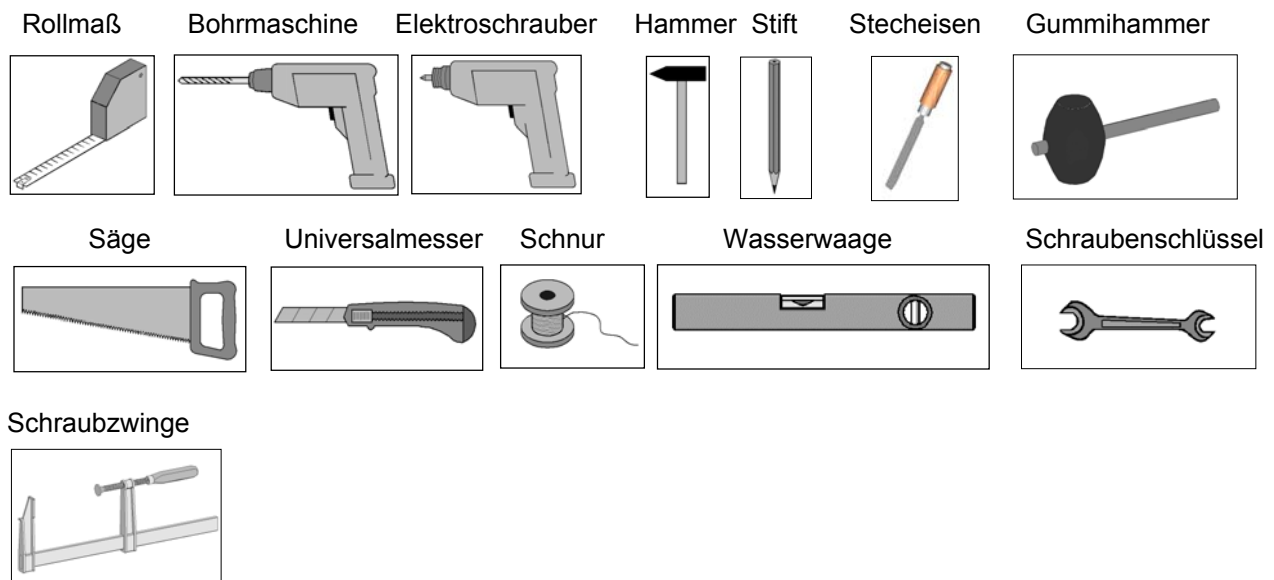 Rollmaß Bohrmaschine Elektroschrauber Hammer Stift Stecheisen Gummihammer
Säge Universalmesser Schnur Wasserwaage Schraubenschlüssel
Schraubzwinge